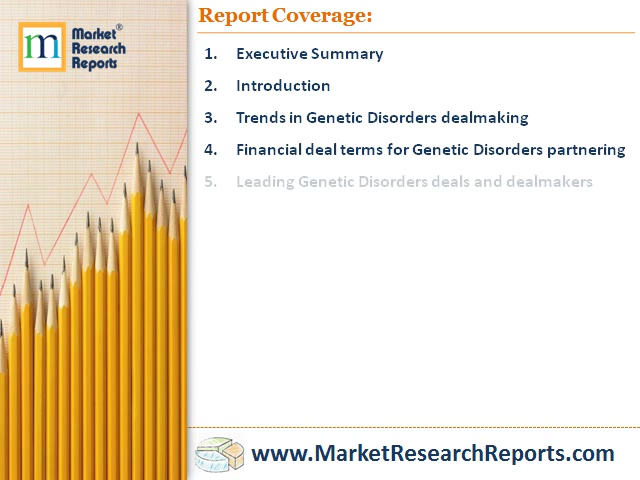 Report Coverage:
m
Market®
Research
Reports
1. Executive Summary
2. Introduction
3. Trends in Genetic Disorders dealmaking
4. Financial deal terms for Genetic Disorders partnering
5. Leading Genetic Disorders deals and dealmakers
www.MarketResearchReports.com